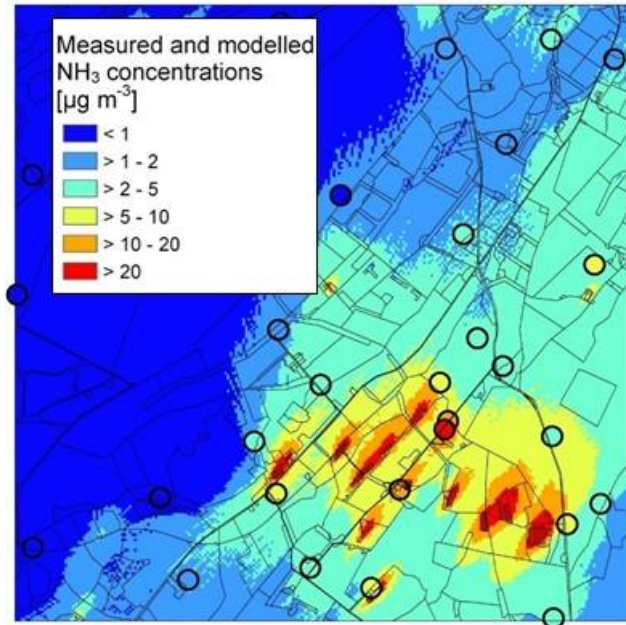 Measured and modelled
NH₃ concentrations
[µg m⁻³]
< 1
> 1 - 2
> 2 - 5
> 5 - 10
> 10 - 20
> 20